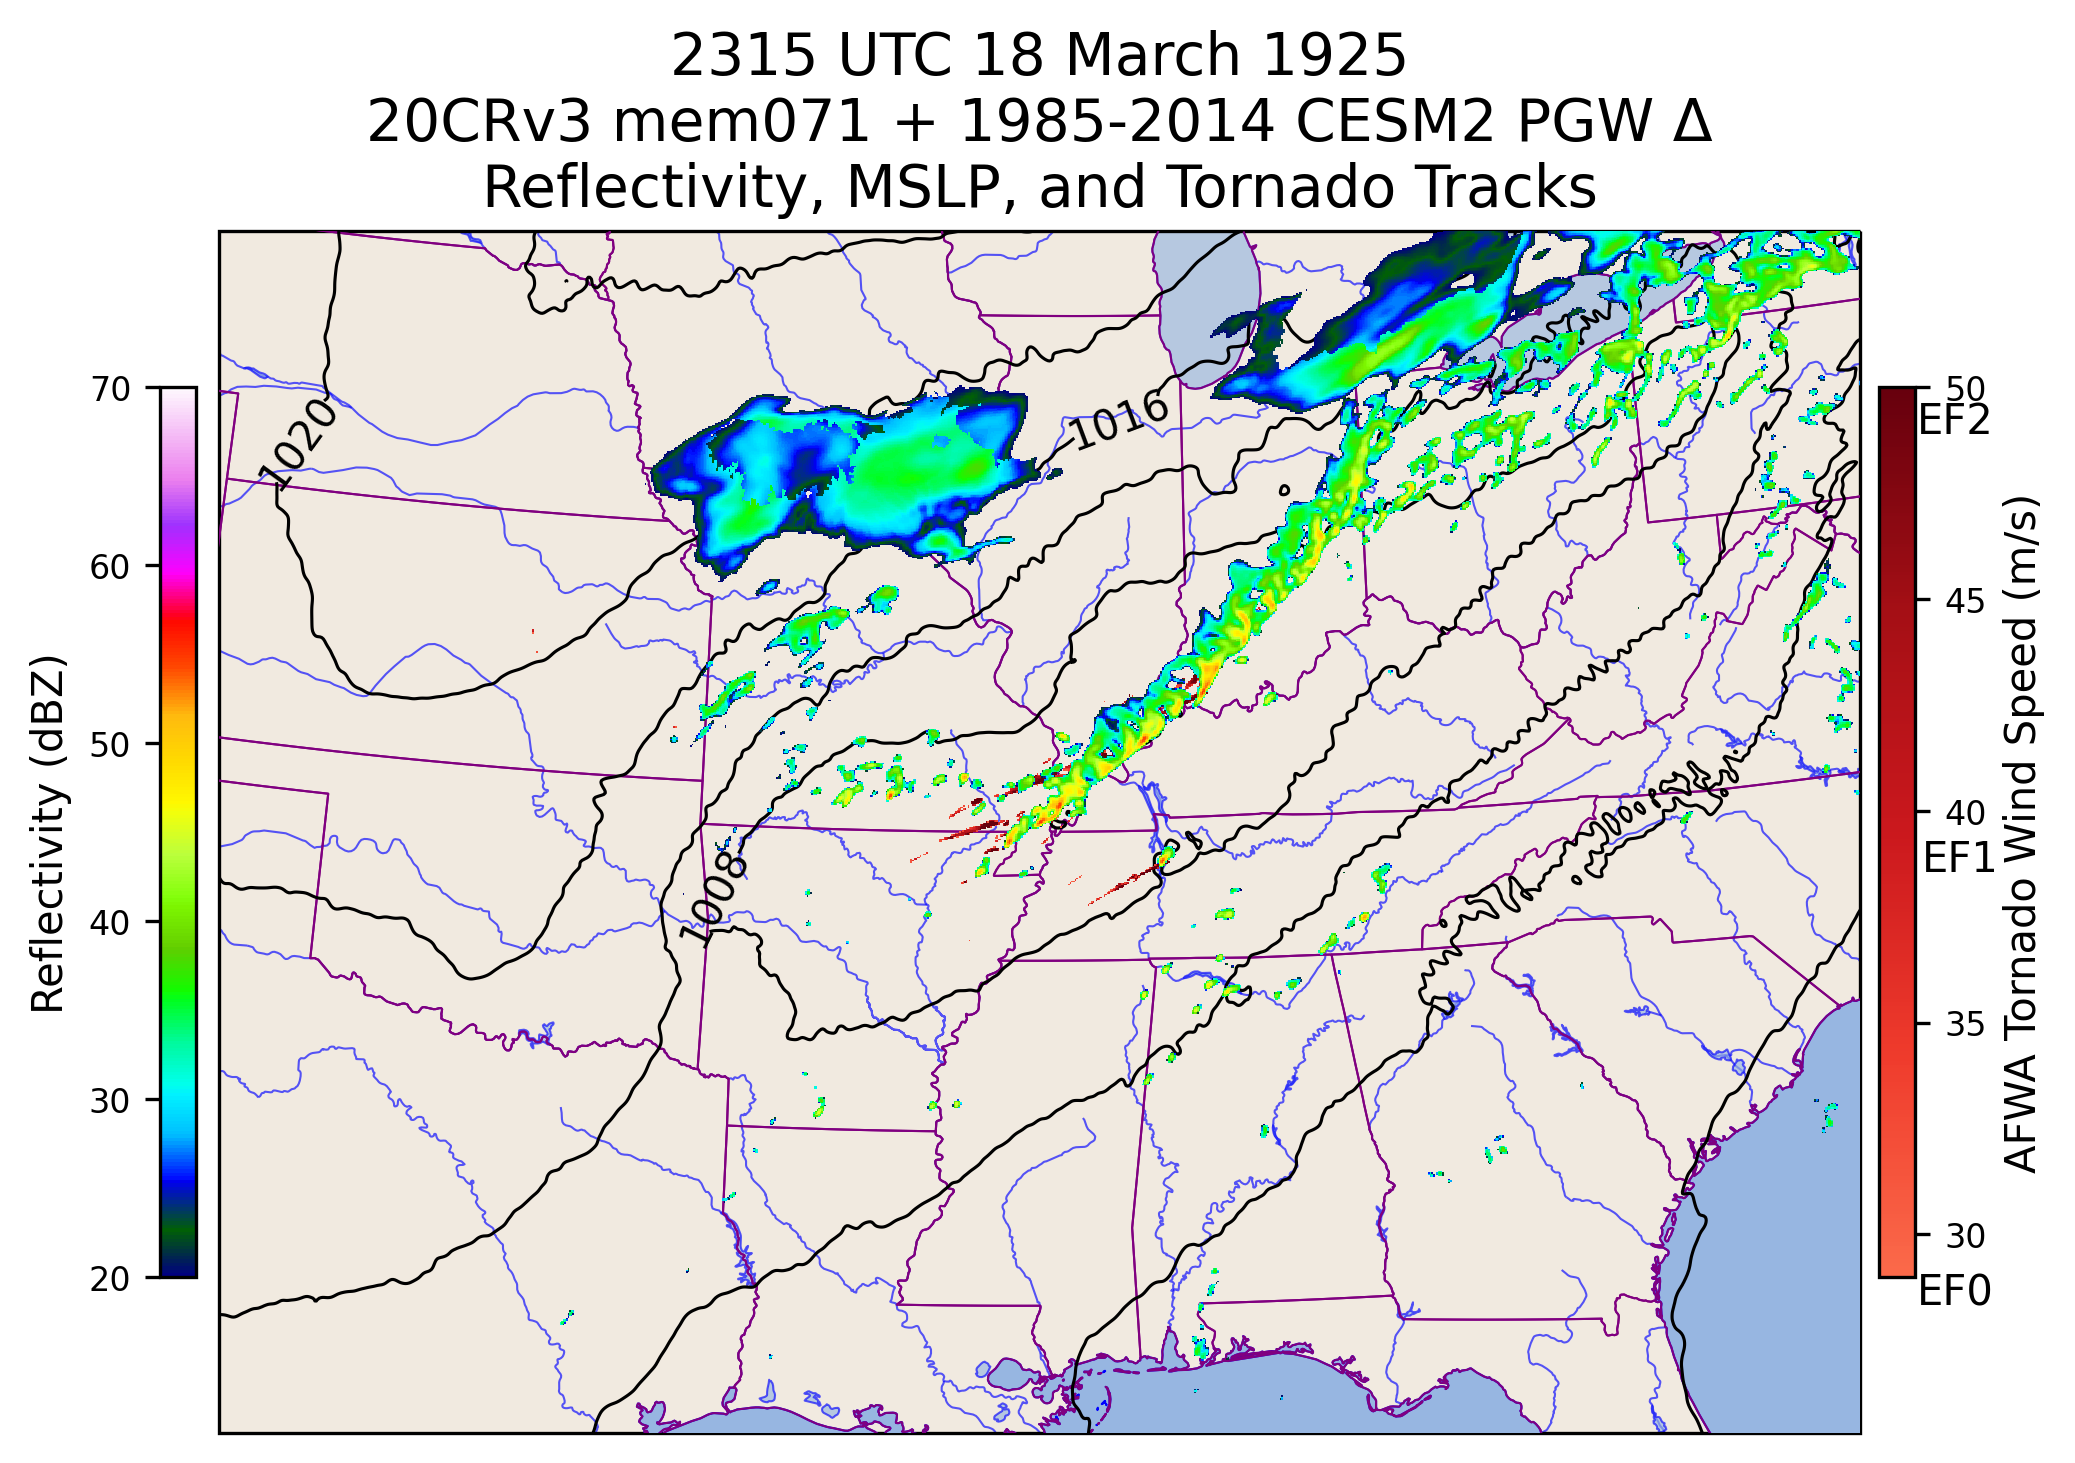 2315 UTC 18 March 1925
20CRv3 mem071 + 1985-2014 CESM2 PGW Δ
Reflectivity, MSLP, and Tornado Tracks
70
60
50
40
30
20
Reflectivity (dBZ)
1020
1016
1008
50
EF2
45
40
EF1
35
30
EF0
AFWA Tornado Wind Speed (m/s)